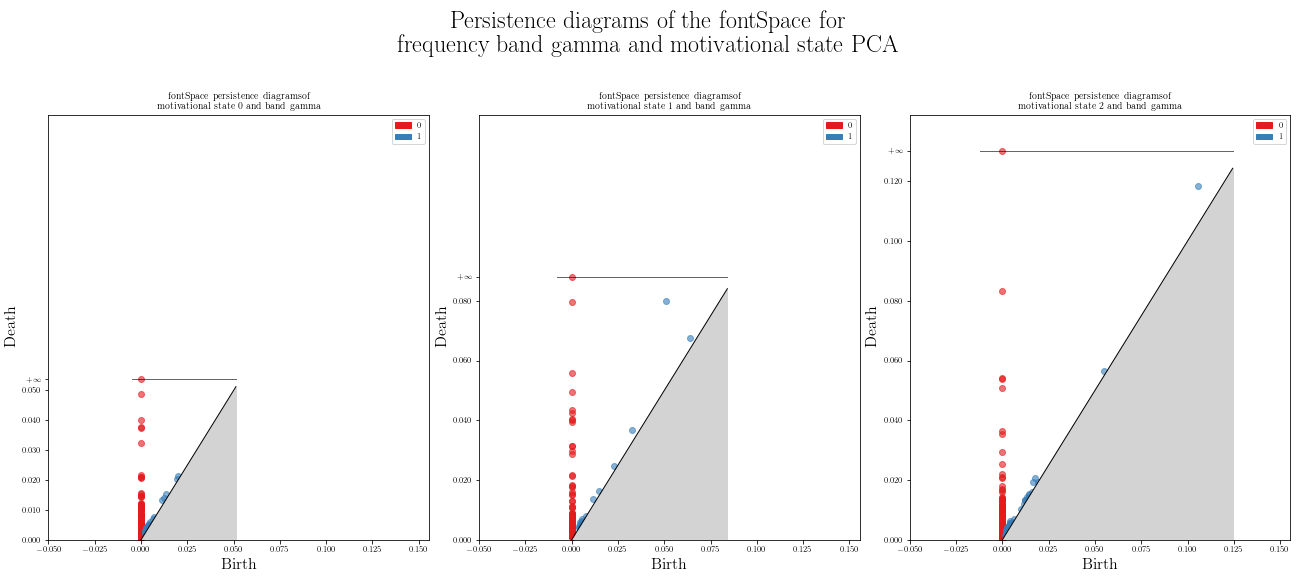 Persistence diagrams of the fontSpace for
frequency band gamma and motivational state PCA
fontSpace persistence diagramsof
motivational state 0 and band gamma
0
1
+∞
0.050
0.040
0.030
0.020
0.010
0.000
Death
−0.050 −0.025 0.000 0.025 0.050 0.075 0.100 0.125 0.150
Birth
fontSpace persistence diagramsof
motivational state 1 and band gamma
0
1
+∞
0.080
0.060
0.040
0.020
0.000
Death
−0.050 −0.025 0.000 0.025 0.050 0.075 0.100 0.125 0.150
Birth
fontSpace persistence diagramsof
motivational state 2 and band gamma
0
1
+∞
0.120
0.100
0.080
0.060
0.040
0.020
0.000
Death
−0.050 −0.025 0.000 0.025 0.050 0.075 0.100 0.125 0.150
Birth